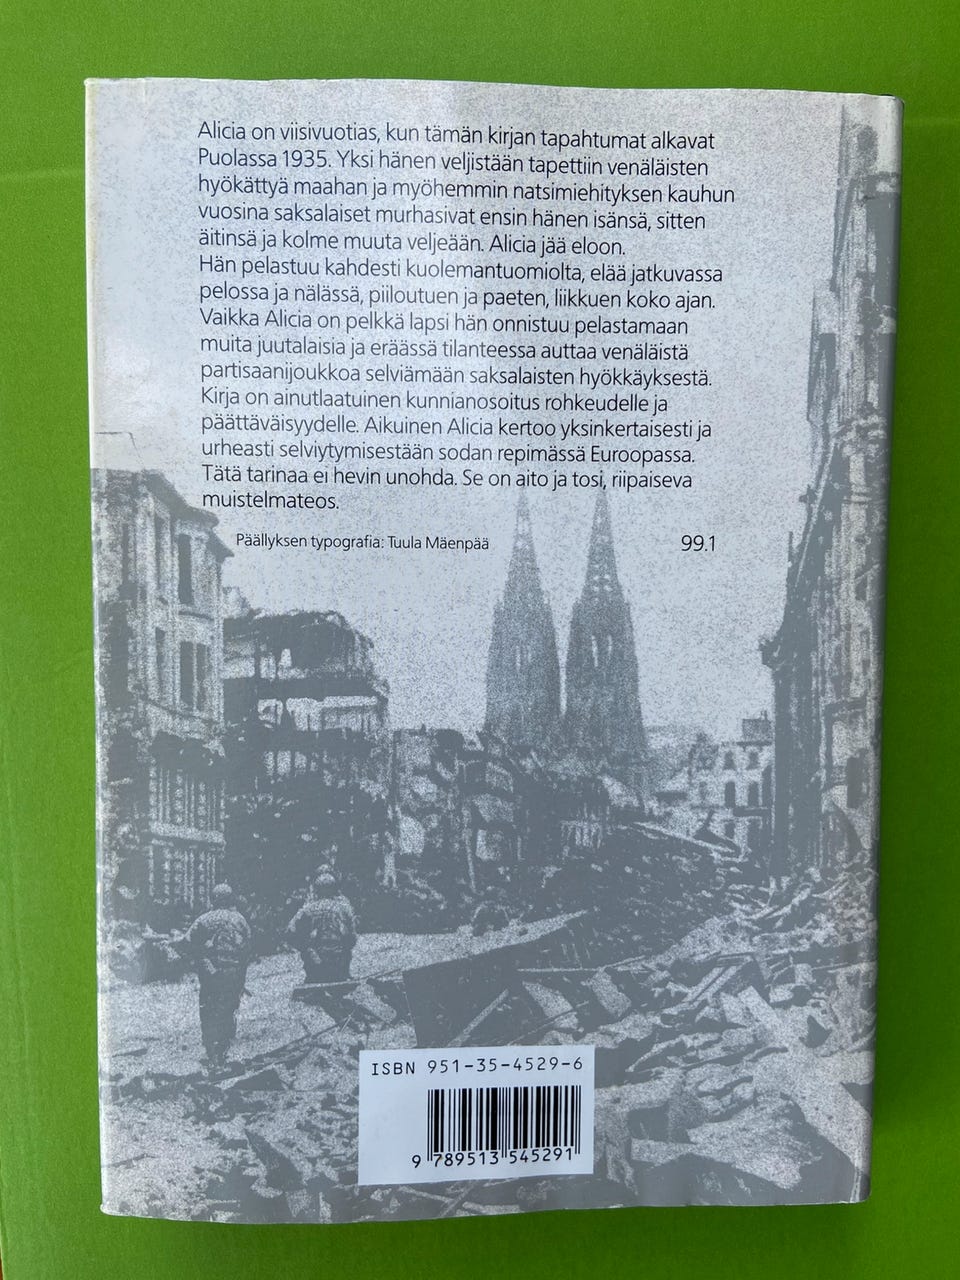 Alicia on viisivuotias, kun tämän kirjan tapahtumat alkavat
Puolassa 1935. Yksi hänen veljistään tapettiin venäläisten
hyökättyä maahan ja myöhemmin natsimiehityksen kauhun
vuosina saksalaiset murhasivat ensin hänen isänsä, sitten
äitinsä ja kolme muuta veljeään. Alicia jää eloon.
Hän pelastuu kahdesti kuolemantuomiolta, elää jatkuvassa
pelossa ja nälässä, piiloutuen ja paeten, liikkuen koko ajan.
Vaikka Alicia on pelkkä lapsi hän onnistuu pelastamaan
muita juutalaisia ja eräässä tilanteessa auttaa venäläistä
partisaanijoukkoa selviämään saksalaisten hyökkäyksestä.
Kirja on ainutlaatuinen kunnianosoitus rohkeudelle ja
päättäväisyydelle. Aikuinen Alicia kertoo yksinkertaisesti ja
urheasti selviytymisestään sodan repimässä Euroopassa.
Tätä tarinaa ei hevin unohda. Se on aito ja tosi, riipaiseva
muistelmateos.
Päällyksen typografia: Tuula Mäenpää 99.1
ISBN 951-35-4529-6
9 789513 545291